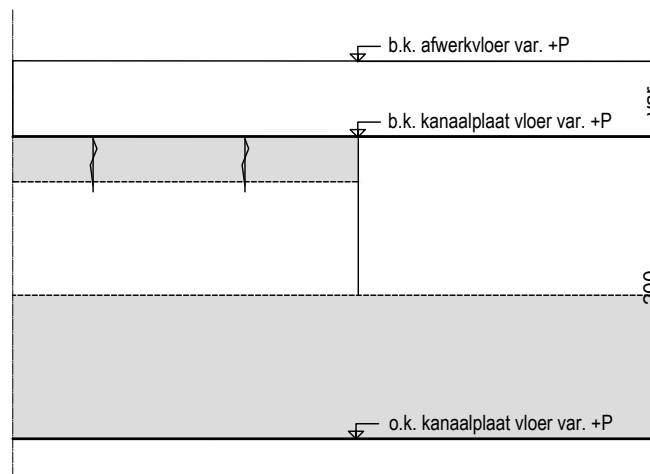 b.k. afwerkvloer var. +P
b.k. kanaalplaat vloer var. +P
o.k. kanaalplaat vloer var. +P